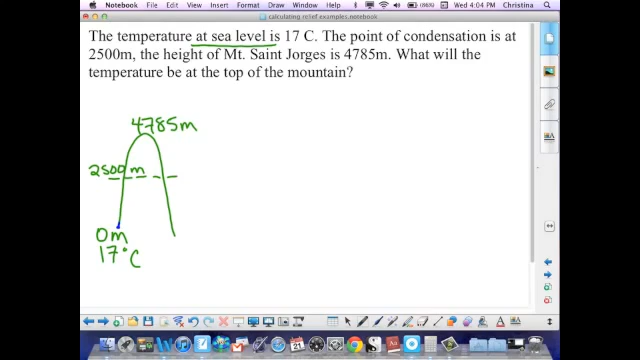 Notebook File Edit View Insert Format Draw Window Help Wed 4:04 PM Christina
calculating relief examples.notebook
The temperature at sea level is 17 C. The point of condensation is at
2500m, the height of Mt. Saint Jorges is 4785m. What will the
temperature be at the top of the mountain?
4785m
2500 m
0m
17°C